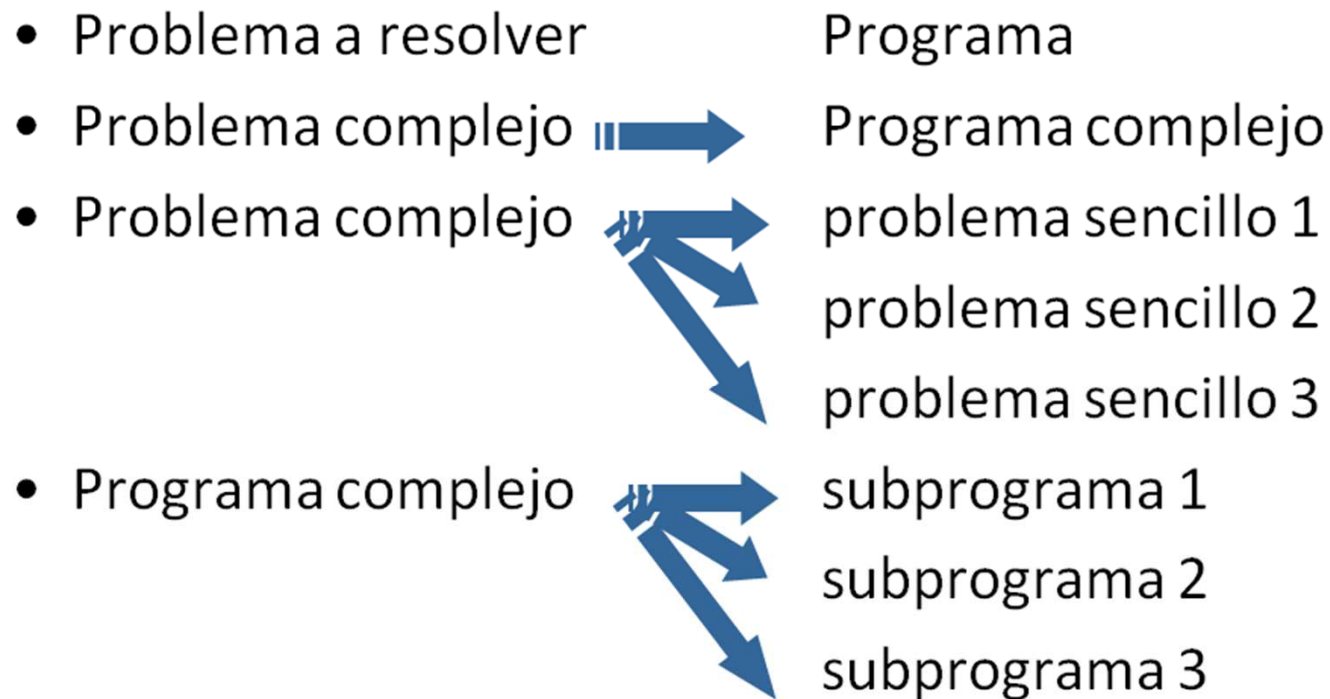 • Problema a resolver Programa
• Problema complejo Programa complejo
• Problema complejo problema sencillo 1
problema sencillo 2
problema sencillo 3
• Programa complejo subprograma 1
subprograma 2
subprograma 3